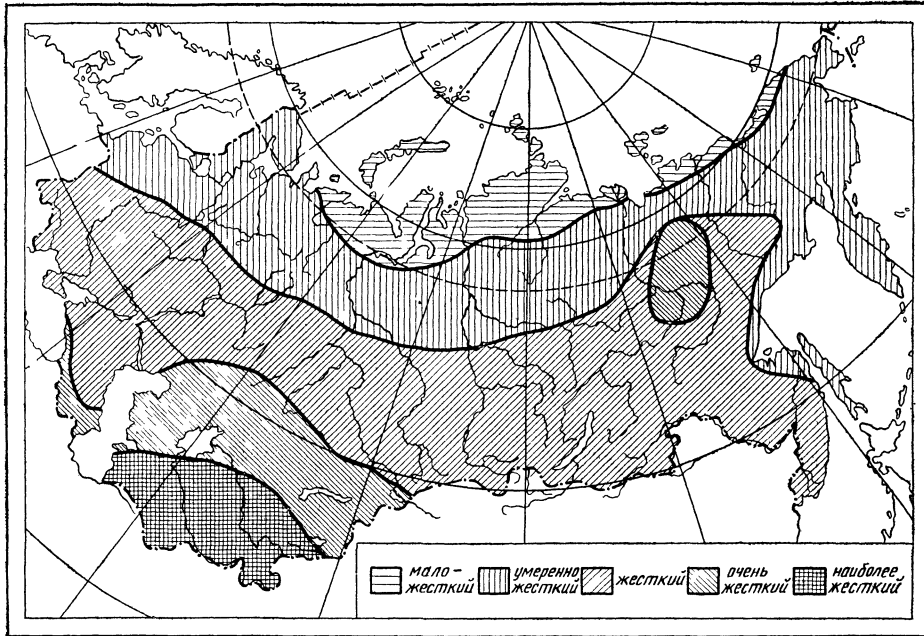 мало-
жесткий
умеренно
жесткий
жесткий
очень
жесткий
наиболее
жесткий